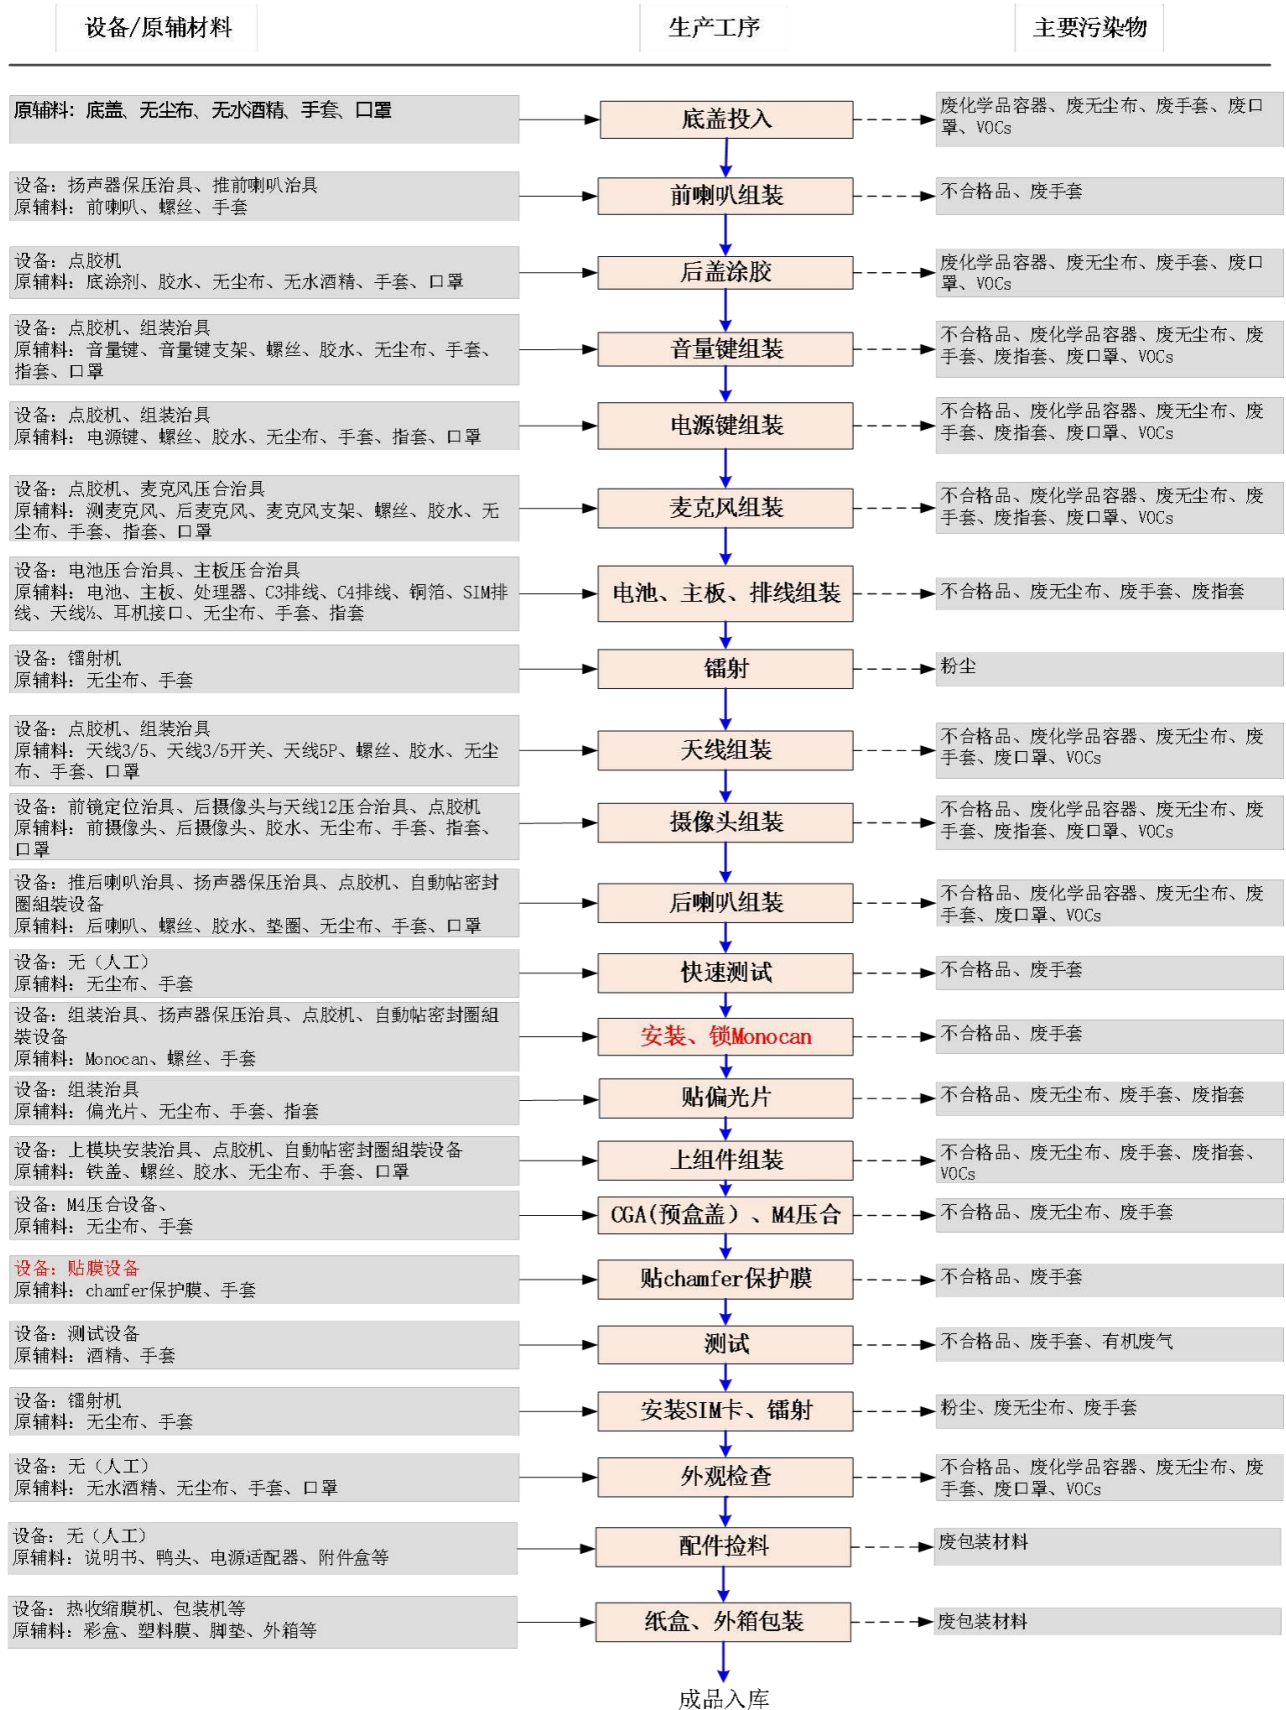 设备/原辅材料
生产工序
主要污染物
原辅料：底盖、无尘布、无水酒精、手套、口罩
底盖投入
废化学品容器、废无尘布、废手套、废口
罩、VOCs
设备：扬声器保压治具、推前喇叭治具
原辅料：前喇叭、螺丝、手套
前喇叭组装
不合格品、废手套
设备：点胶机
原辅料：底涂剂、胶水、无尘布、无水酒精、手套、口罩
后盖涂胶
废化学品容器、废无尘布、废手套、废口
罩、VOCs
设备：点胶机、组装治具
原辅料：音量键、音量键支架、螺丝、胶水、无尘布、手套、
指套、口罩
音量键组装
不合格品、废化学品容器、废无尘布、废
手套、废指套、废口罩、VOCs
设备：点胶机、组装治具
原辅料：电源键、螺丝、胶水、无尘布、手套、指套、口罩
电源键组装
不合格品、废化学品容器、废无尘布、废
手套、废指套、废口罩、VOCs
设备：点胶机、麦克风压合治具
原辅料：测麦克风、后麦克风、麦克风支架、螺丝、胶水、无
尘布、手套、指套、口罩
麦克风组装
不合格品、废化学品容器、废无尘布、废
手套、废指套、废口罩、VOCs
设备：电池压合治具、主板压合治具
原辅料：电池、主板、处理器、C3排线、C4排线、铜箔、SIM排
线、天线½、耳机接口、无尘布、手套、指套
电池、主板、排线组装
不合格品、废无尘布、废手套、废指套
设备：镭射机
原辅料：无尘布、手套
镭射
粉尘
设备：点胶机、组装治具
原辅料：天线3/5、天线3/5开关、天线5P、螺丝、胶水、无尘
布、手套、口罩
天线组装
不合格品、废化学品容器、废无尘布、废
手套、废口罩、VOCs
设备：前镜定位治具、后摄像头与天线12压合治具、点胶机
原辅料：前摄像头、后摄像头、胶水、无尘布、手套、指套、
口罩
摄像头组装
不合格品、废化学品容器、废无尘布、废
手套、废指套、废口罩、VOCs
设备：推后喇叭治具、扬声器保压治具、点胶机、自動帖密封
圈組裝设备
原辅料：后喇叭、螺丝、胶水、垫圈、无尘布、手套、口罩
后喇叭组装
不合格品、废化学品容器、废无尘布、废
手套、废口罩、VOCs
设备：无（人工）
原辅料：无尘布、手套
快速测试
不合格品、废手套
设备：组装治具、扬声器保压治具、点胶机、自動帖密封圈組
裝设备
原辅料：Monocan、螺丝、手套
安装、锁Monocan
不合格品、废手套
设备：组装治具
原辅料：偏光片、无尘布、手套、指套
贴偏光片
不合格品、废无尘布、废手套、废指套
设备：上模块安装治具、点胶机、自動帖密封圈組裝设备
原辅料：铁盖、螺丝、胶水、无尘布、手套、口罩
上组件组装
不合格品、废无尘布、废手套、废指套、
VOCs
设备：M4压合设备、
原辅料：无尘布、手套
CGA(预盒盖）、M4压合
不合格品、废无尘布、废手套
设备：贴膜设备
原辅料：chamfer保护膜、手套
贴chamfer保护膜
不合格品、废手套
设备：测试设备
原辅料：酒精、手套
测试
不合格品、废手套、有机废气
设备：镭射机
原辅料：无尘布、手套
安装SIM卡、镭射
粉尘、废无尘布、废手套
设备：无（人工）
原辅料：无水酒精、无尘布、手套、口罩
外观检查
不合格品、废化学品容器、废无尘布、废
手套、废口罩、VOCs
设备：无（人工）
原辅料：说明书、鸭头、电源适配器、附件盒等
配件捡料
废包装材料
设备：热收缩膜机、包装机等
原辅料：彩盒、塑料膜、脚垫、外箱等
纸盒、外箱包装
废包装材料
成品入库